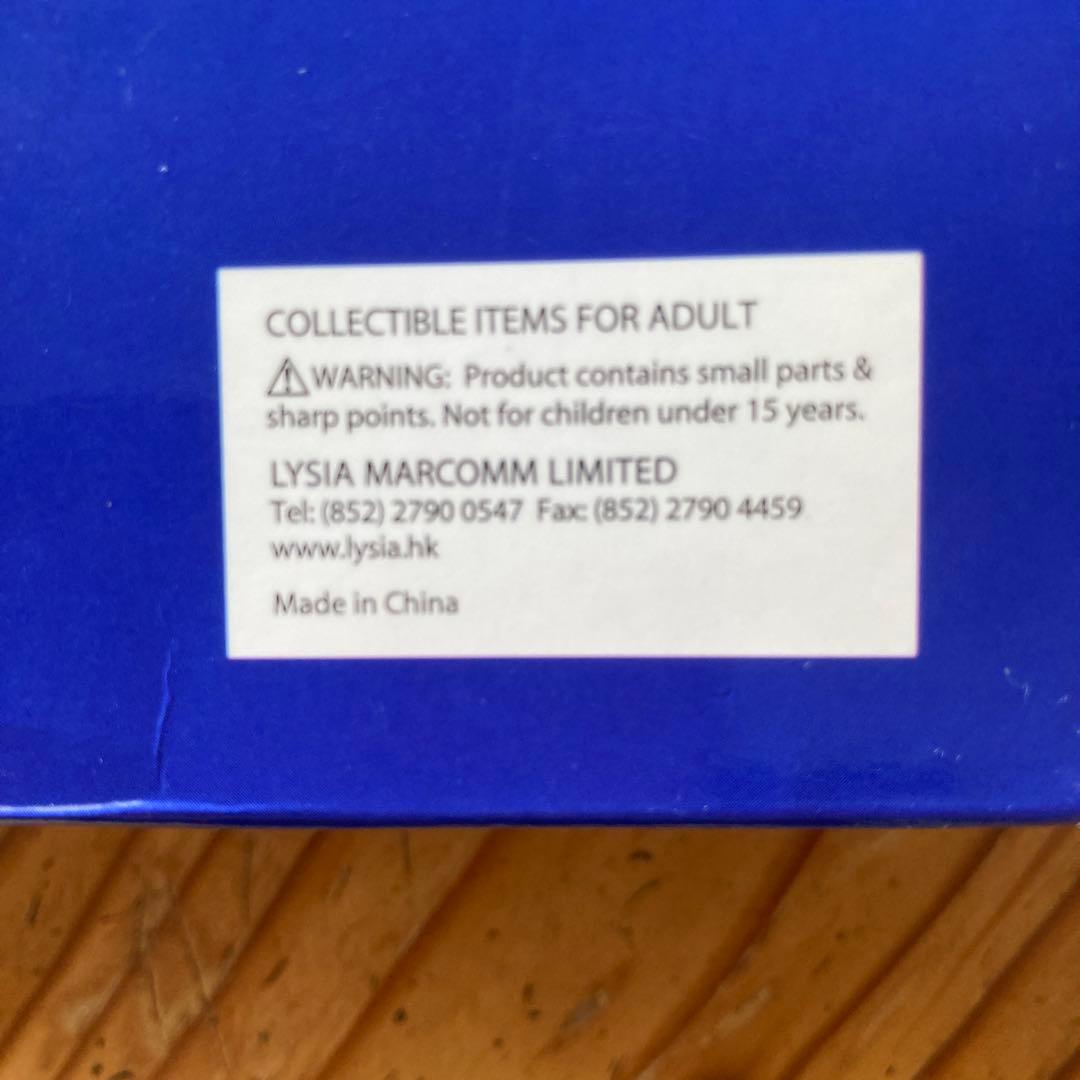 COLLECTIBLE ITEMS FOR ADULT
⚠WARNING: Product contains small parts &
sharp points. Not for children under 15 years.
LYSIA MARCOMM LIMITED
Tel: (852) 2790 0547 Fax: (852) 2790 4459
www.lysia.hk
Made in China